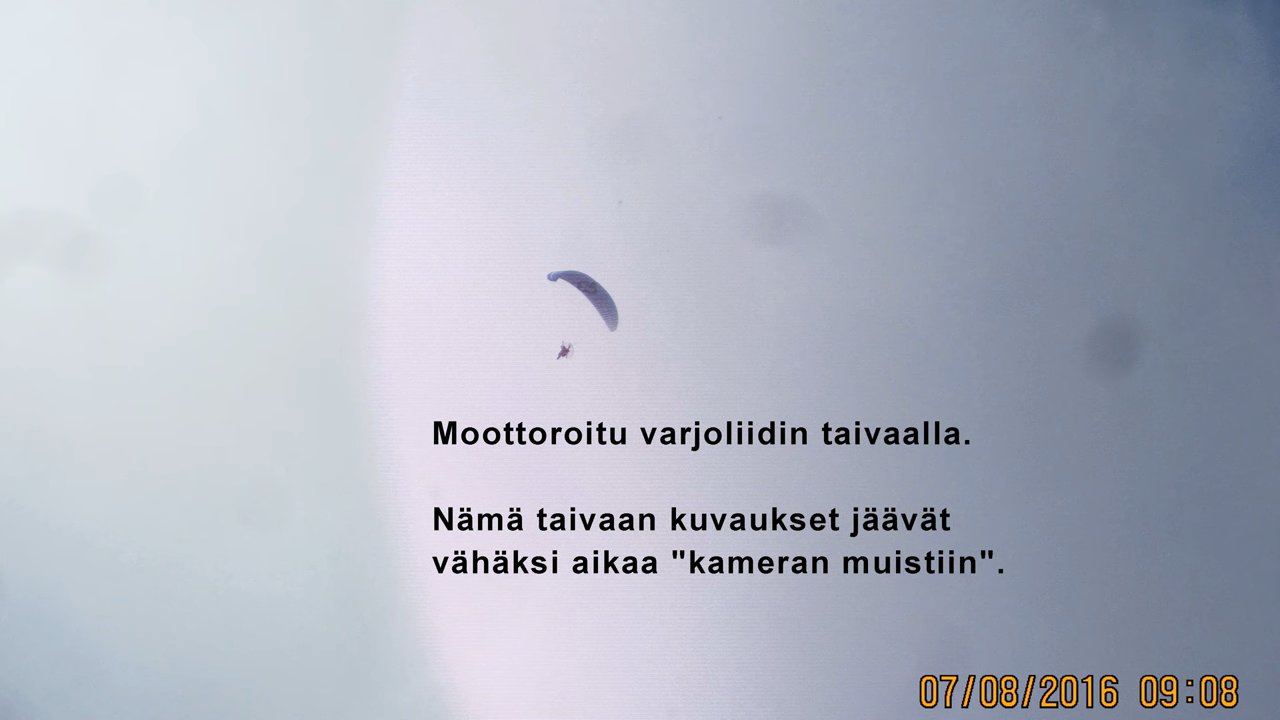 Moottoroitu varjoliidin taivaalla.
Nämä taivaan kuvaukset jäävät
vähäksi aikaa "kameran muistiin".
07/08/2016 09:08